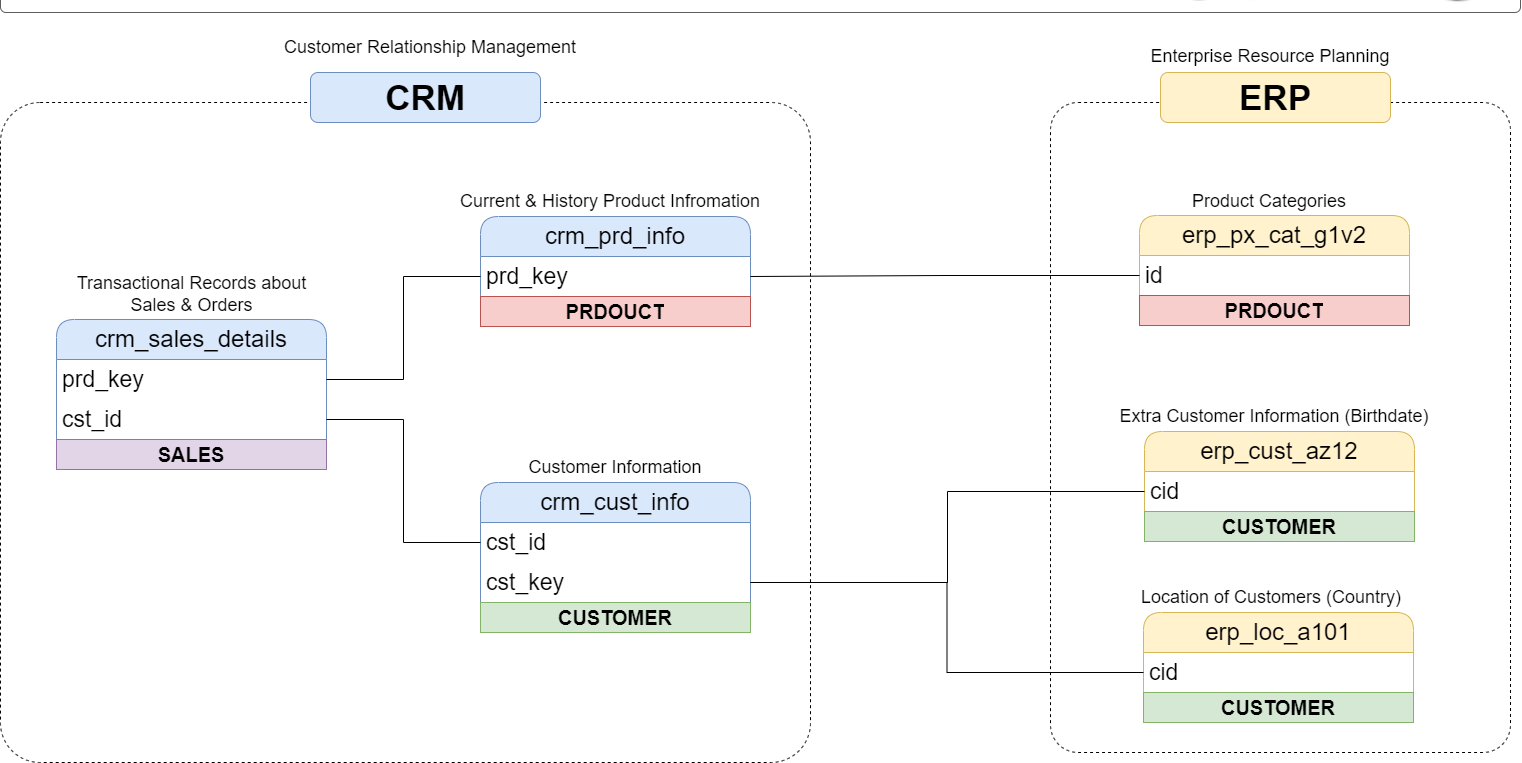 Customer Relationship Management
CRM
Enterprise Resource Planning
ERP
Transactional Records about
Sales & Orders
crm_sales_details
prd_key
cst_id
SALES
Current & History Product Infromation
crm_prd_info
prd_key
PRDOUCT
Customer Information
crm_cust_info
cst_id
cst_key
CUSTOMER
Product Categories
erp_px_cat_g1v2
id
PRDOUCT
Extra Customer Information (Birthdate)
erp_cust_az12
cid
CUSTOMER
Location of Customers (Country)
erp_loc_a101
cid
CUSTOMER